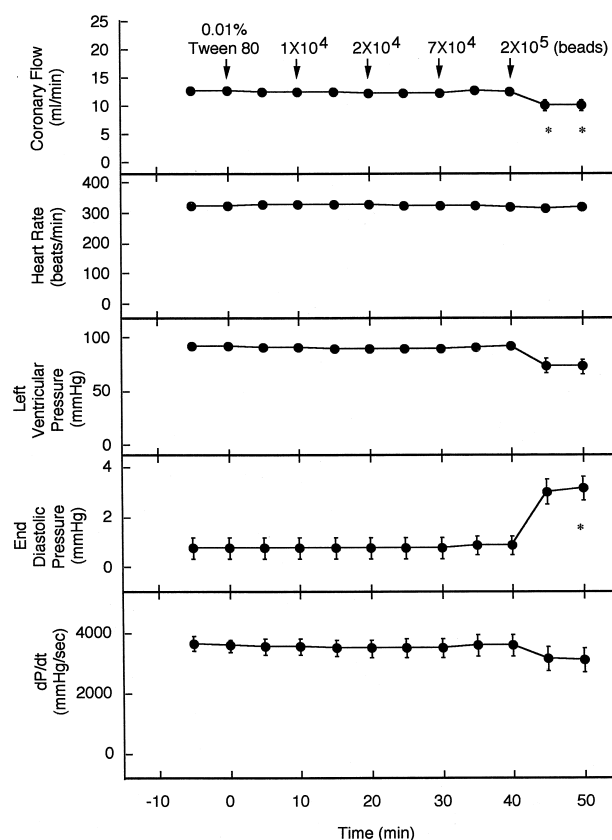 0.01%
Tween 80 1X10⁴ 2X10⁴ 7X10⁴ 2X10⁵ (beads)
Coronary Flow
(ml/min)
25
20
15
10
5
0
* *
Heart Rate
(beats/min)
400
300
200
100
0
Left
Ventricular
Pressure
(mmHg)
100
50
0
End
Diastolic
Pressure
(mmHg)
4
2
0
*
dP/dt
(mmHg/sec)
4000
2000
0
-10 0 10 20 30 40 50
Time (min)